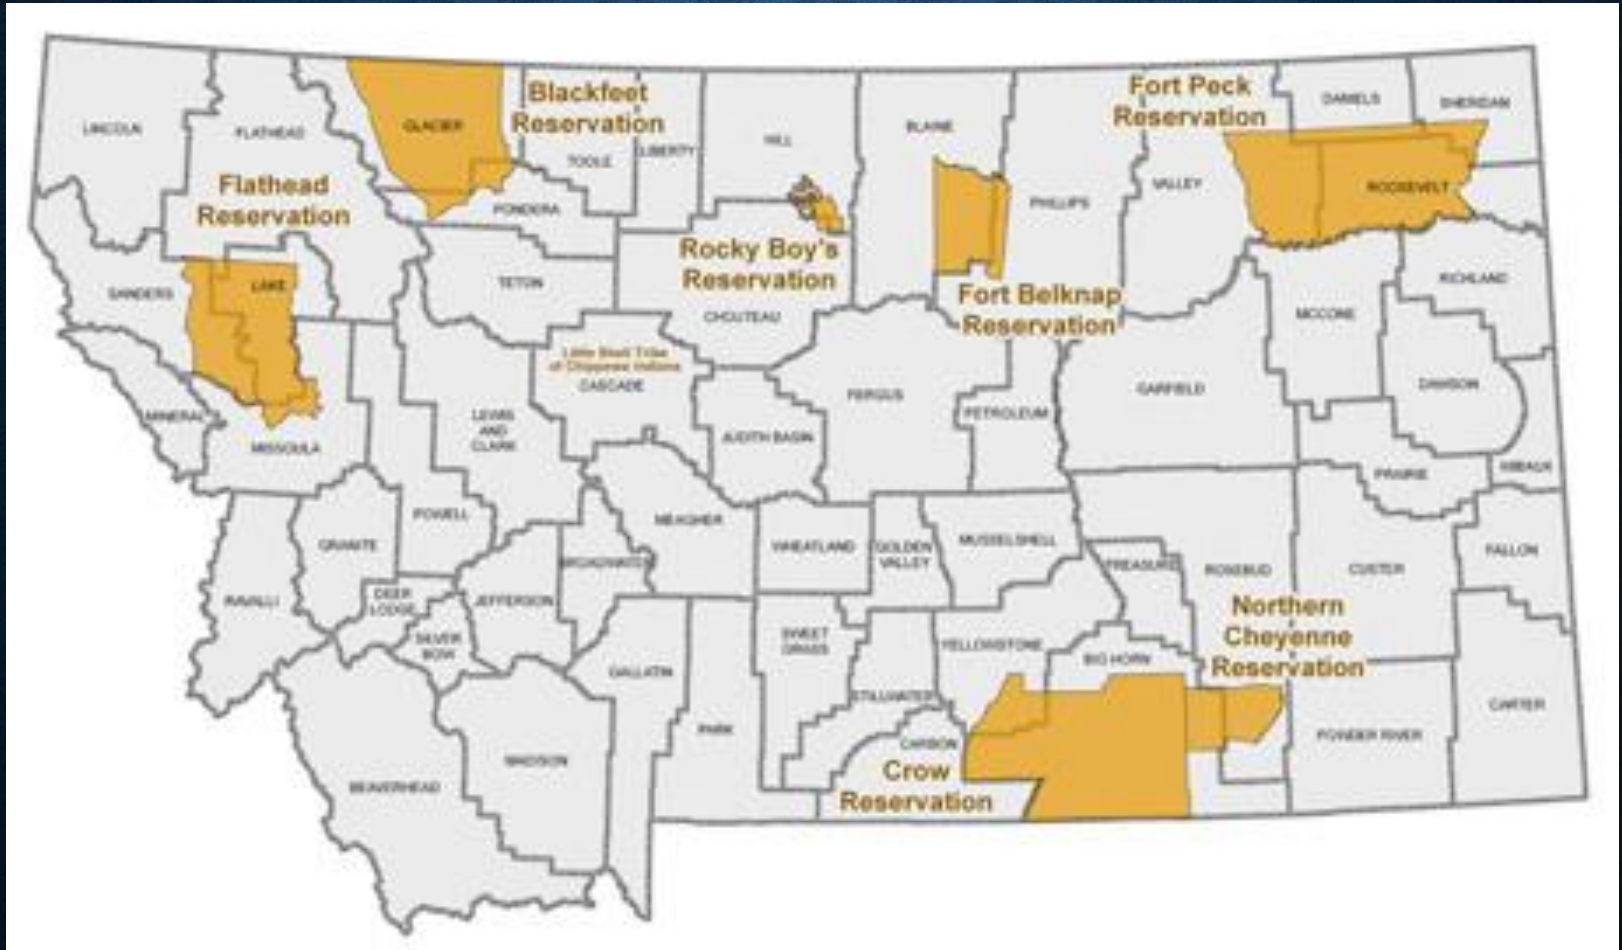 Blackfeet
Reservation
Fort Peck
Reservation
DANIELS
SHERIDAN
LINCOLN
FLATHEAD
GLACIER
TOOLE
LIBERTY
HILL
BLAINE
PHILLIPS
VALLEY
ROOSEVELT
Flathead
Reservation
PONDERA
Rocky Boy's
Reservation
Fort Belknap
Reservation
SANDERS
LAKE
TETON
CHOUTEAU
RICHLAND
MCCONE
Little Shell Tribe
of Chippewa Indians
CASCADE
FERGUS
GARFIELD
DAWSON
MINERAL
MISSOULA
LEWIS
AND
CLARK
JUDITH BASIN
PETROLEUM
PRAIRIE
WIBAUX
POWELL
GRANITE
MEAGHER
WHEATLAND
GOLDEN
VALLEY
MUSSELSHELL
TREASURE
ROSEBUD
CUSTER
FALLON
RAVALLI
DEER
LODGE
JEFFERSON
BROADWATER
SILVER
BOW
GALLATIN
SWEET
GRASS
YELLOWSTONE
BIG HORN
Northern
Cheyenne
Reservation
STILLWATER
PARK
CARBON
Crow
Reservation
POWDER RIVER
CARTER
BEAVERHEAD
MADISON